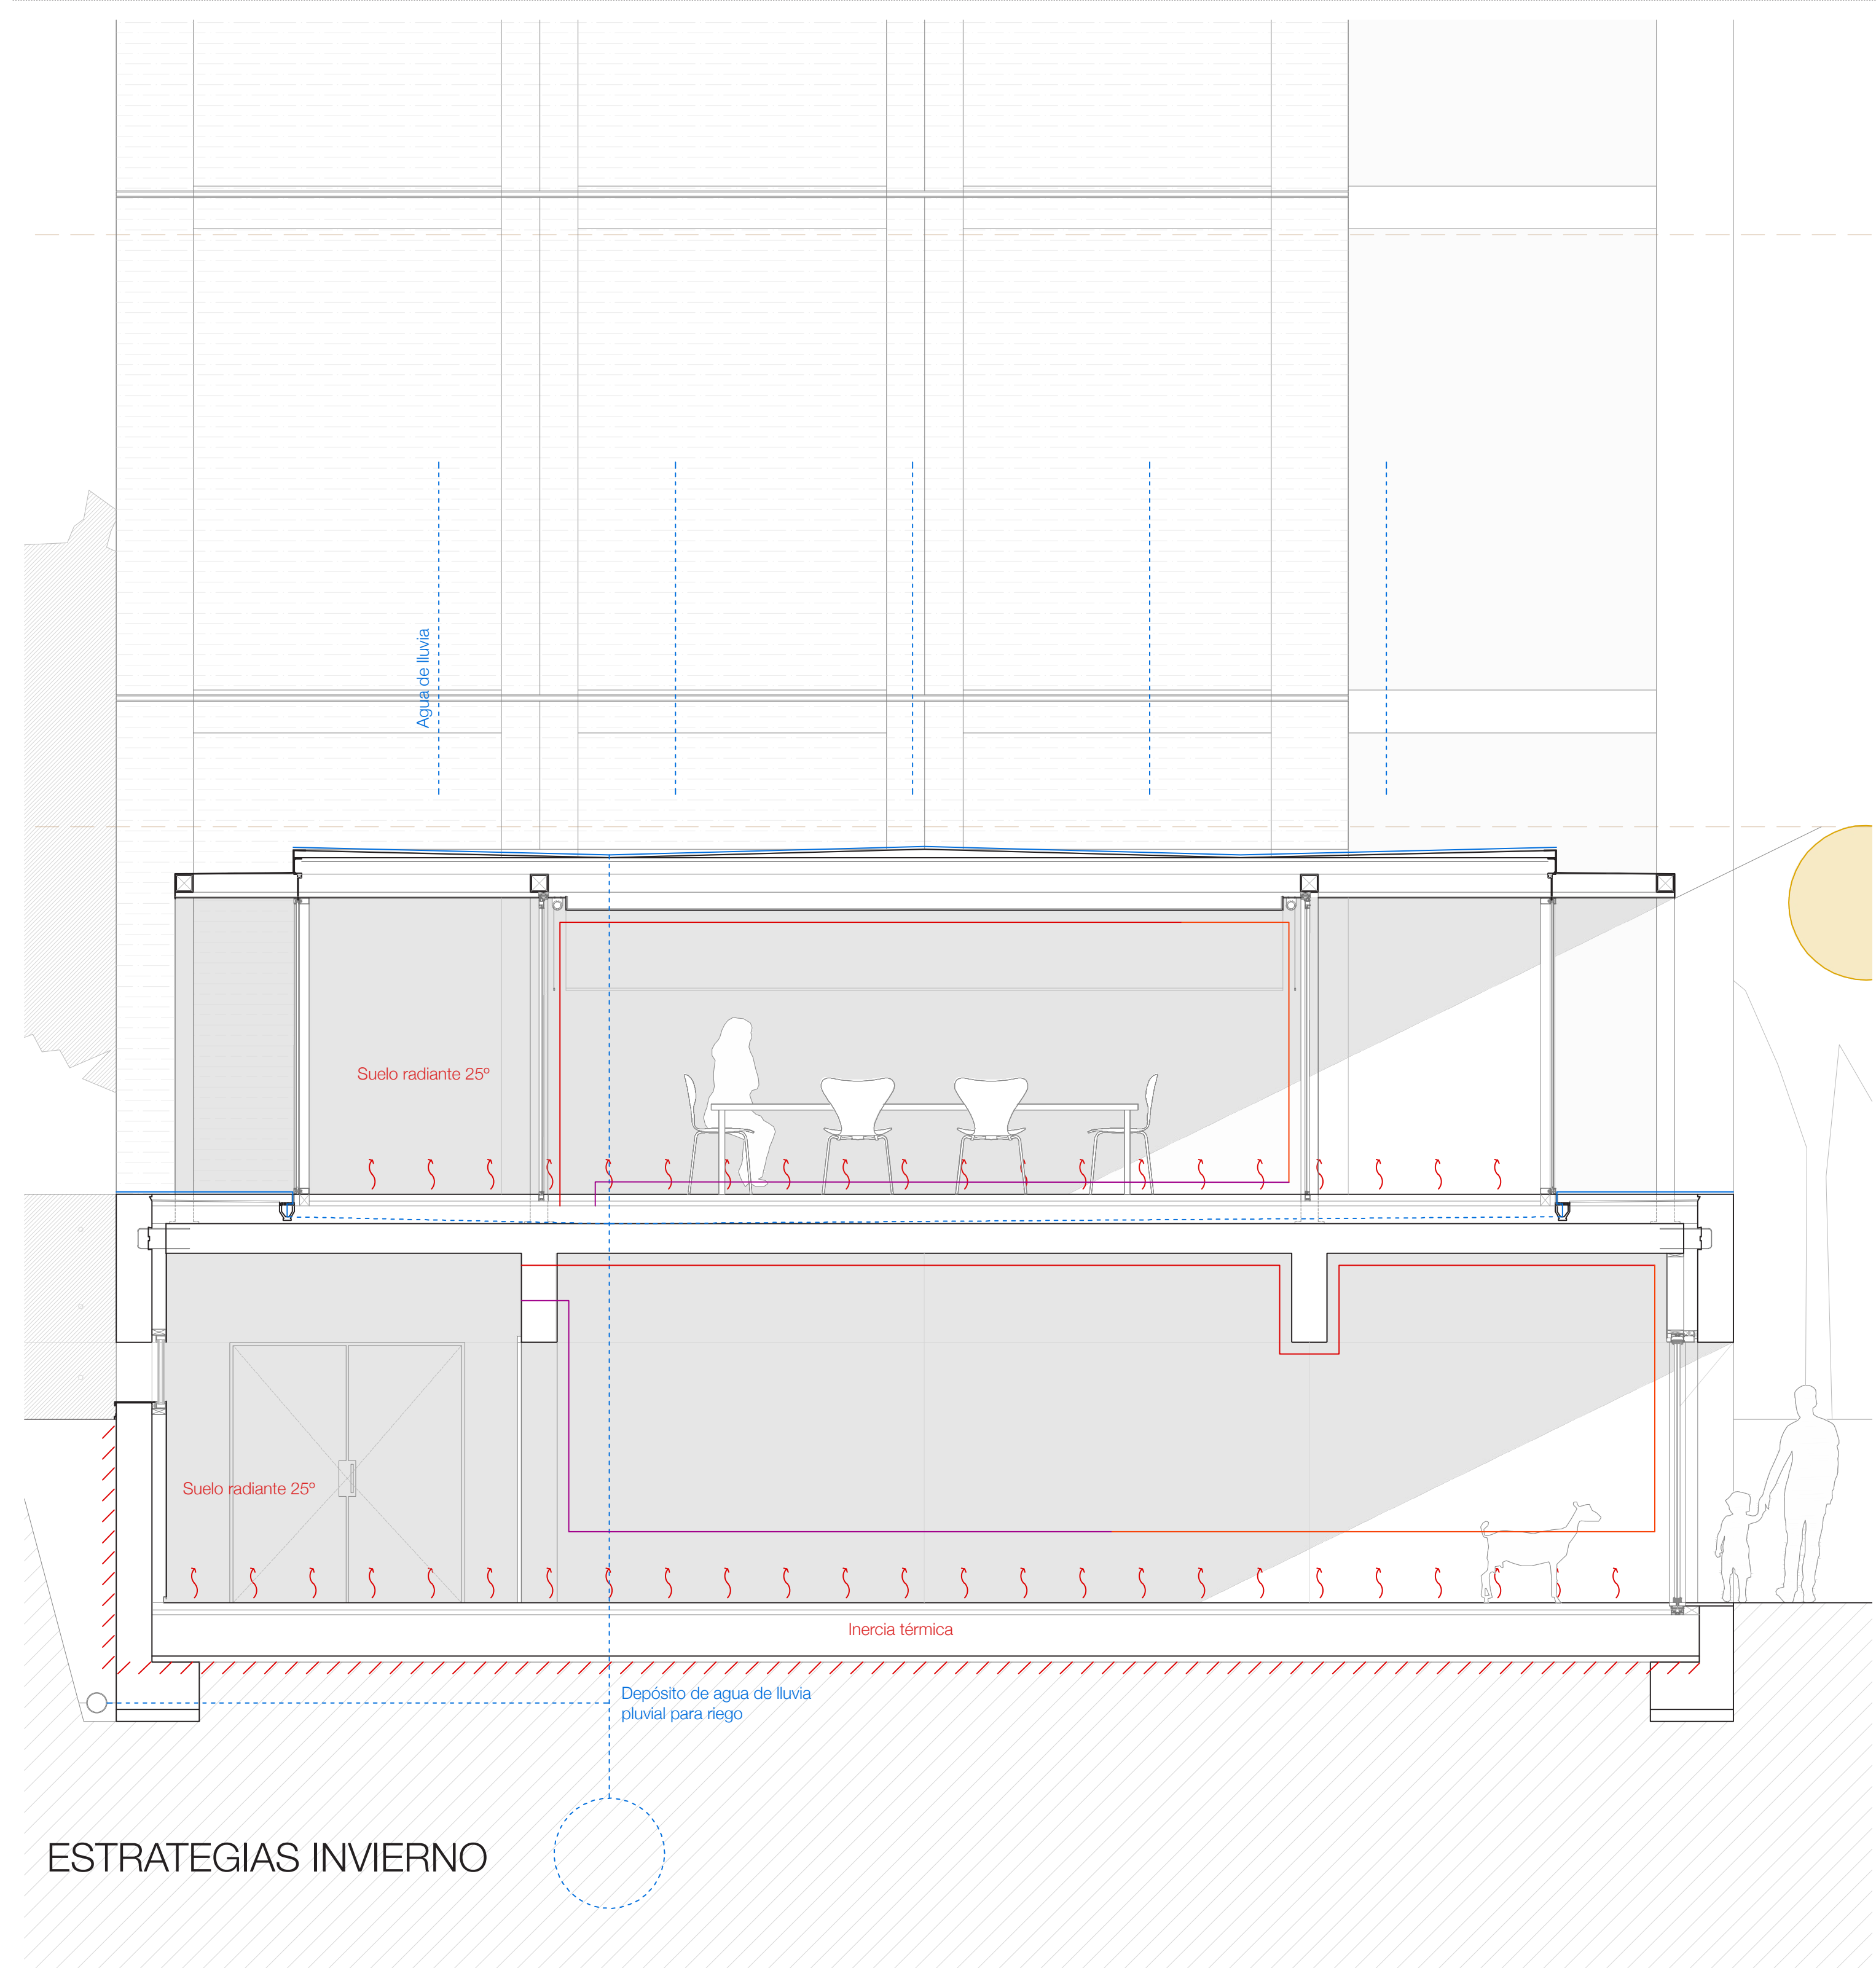 Agua de lluvia
Suelo radiante 25º
Suelo radiante 25º
Inercia térmica
Depósito de agua de lluvia
pluvial para riego
ESTRATEGIAS INVIERNO